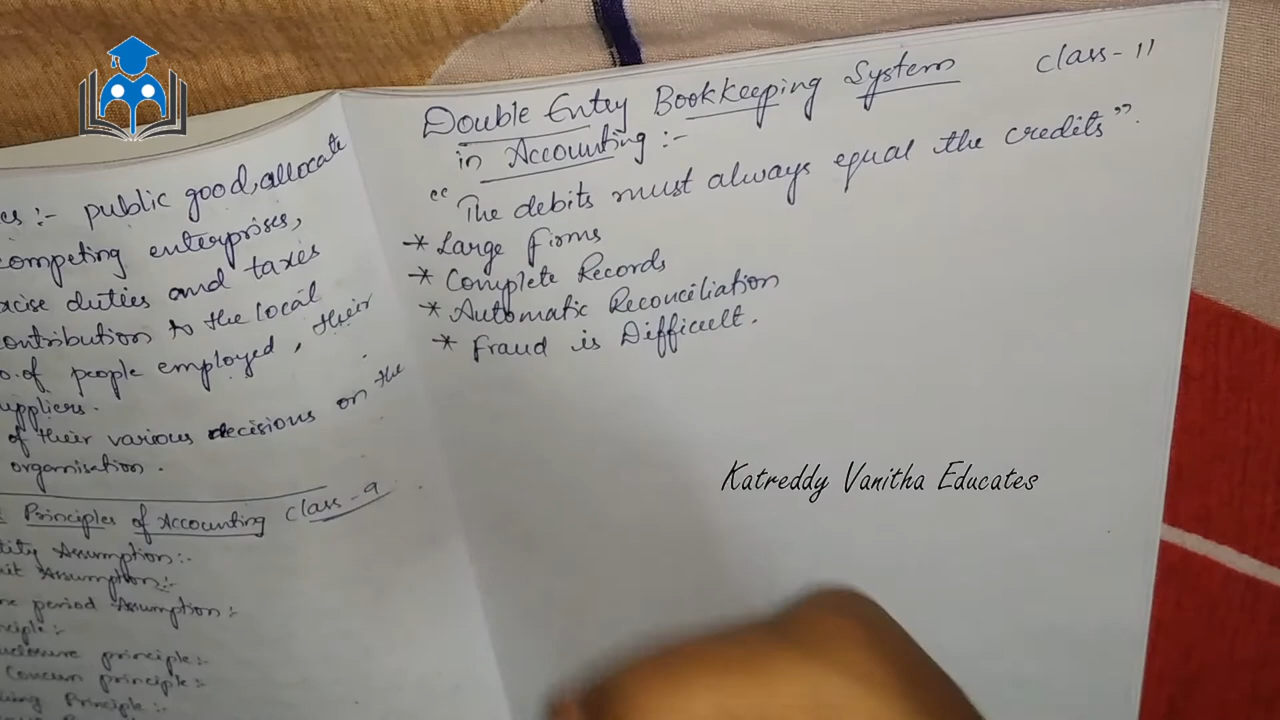 Double Entry Bookkeeping System class-11
in Accounting :-
"The debits must always equal the credits".
* Large firms
* Complete Records
* Automatic Reconciliation
* Fraud is Difficult.
:- public good, allocate
competing enterprises,
duties and taxes
to the local
of people employed, their
of their various decisions on the
organisation.
Principles of Accounting class-9
Assumption:-
Assumption:-
period Assumption:-
principle:-
principle:-
Principle:-
Katreddy Vanitha Educates